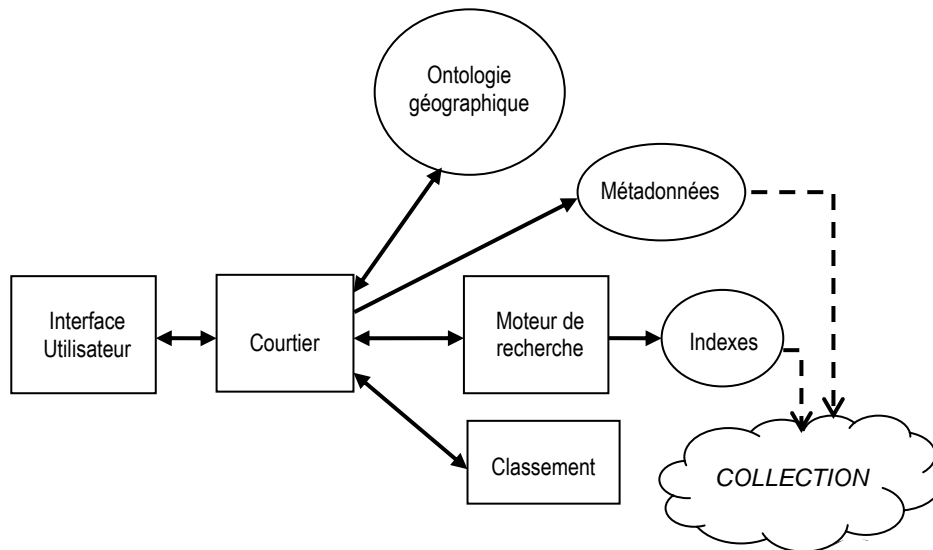 Ontologie
géographique
Métadonnées
Interface
Utilisateur
Courtier
Moteur de
recherche
Indexes
Classement
COLLECTION